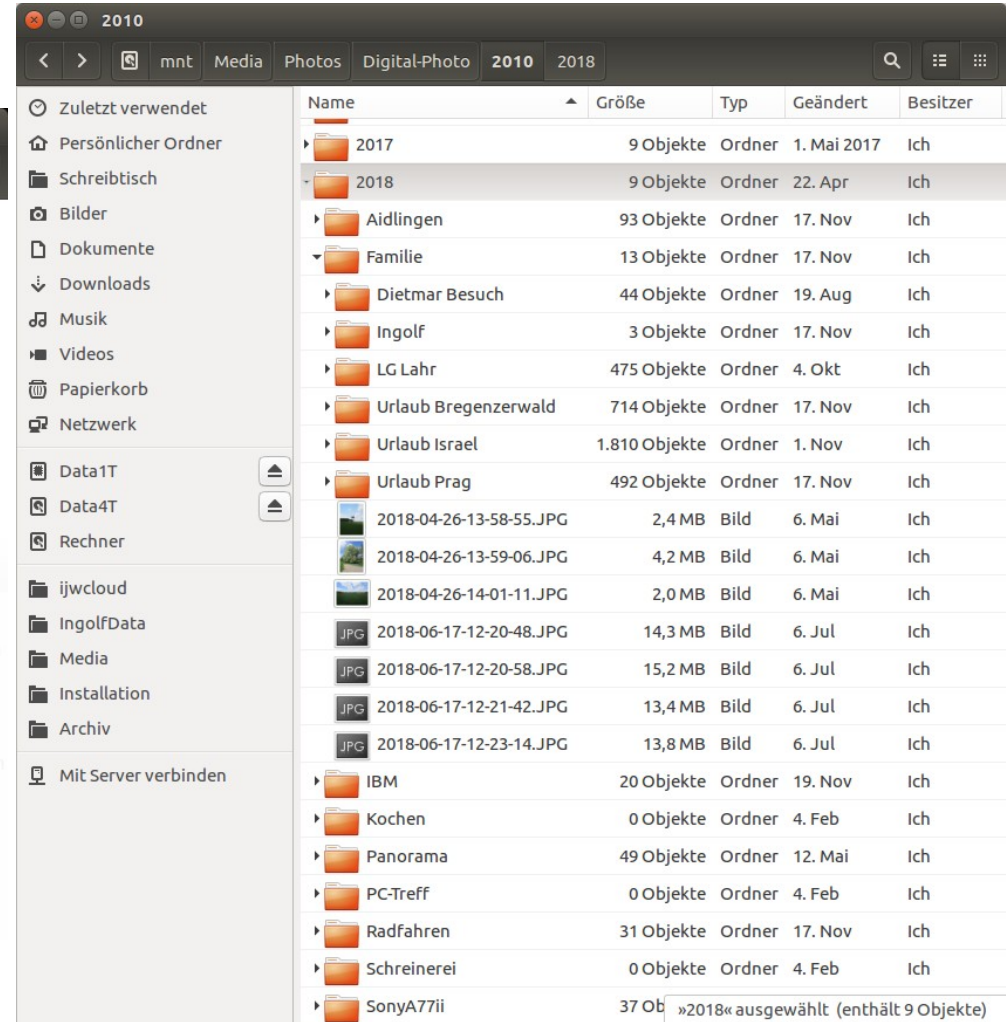 2010
mnt Media Photos Digital-Photo 2010 2018
Zuletzt verwendet
Persönlicher Ordner
Schreibtisch
Bilder
Dokumente
Downloads
Musik
Videos
Papierkorb
Netzwerk
Data1T
Data4T
Rechner
ijwcloud
IngolfData
Media
Installation
Archiv
Mit Server verbinden
Name Größe Typ Geändert Besitzer
2017 9 Objekte Ordner 1. Mai 2017 Ich
2018 9 Objekte Ordner 22. Apr Ich
Aidlingen 93 Objekte Ordner 17. Nov Ich
Familie 13 Objekte Ordner 17. Nov Ich
Dietmar Besuch 44 Objekte Ordner 19. Aug Ich
Ingolf 3 Objekte Ordner 17. Nov Ich
LG Lahr 475 Objekte Ordner 4. Okt Ich
Urlaub Bregenzerwald 714 Objekte Ordner 17. Nov Ich
Urlaub Israel 1.810 Objekte Ordner 1. Nov Ich
Urlaub Prag 492 Objekte Ordner 17. Nov Ich
2018-04-26-13-58-55.JPG 2,4 MB Bild 6. Mai Ich
2018-04-26-13-59-06.JPG 4,2 MB Bild 6. Mai Ich
2018-04-26-14-01-11.JPG 2,0 MB Bild 6. Mai Ich
JPG 2018-06-17-12-20-48.JPG 14,3 MB Bild 6. Jul Ich
JPG 2018-06-17-12-20-58.JPG 15,2 MB Bild 6. Jul Ich
JPG 2018-06-17-12-21-42.JPG 13,4 MB Bild 6. Jul Ich
JPG 2018-06-17-12-23-14.JPG 13,8 MB Bild 6. Jul Ich
IBM 20 Objekte Ordner 19. Nov Ich
Kochen 0 Objekte Ordner 4. Feb Ich
Panorama 49 Objekte Ordner 12. Mai Ich
PC-Treff 0 Objekte Ordner 4. Feb Ich
Radfahren 31 Objekte Ordner 17. Nov Ich
Schreinerei 0 Objekte Ordner 4. Feb Ich
SonyA77ii 37 Ob
»2018« ausgewählt (enthält 9 Objekte)